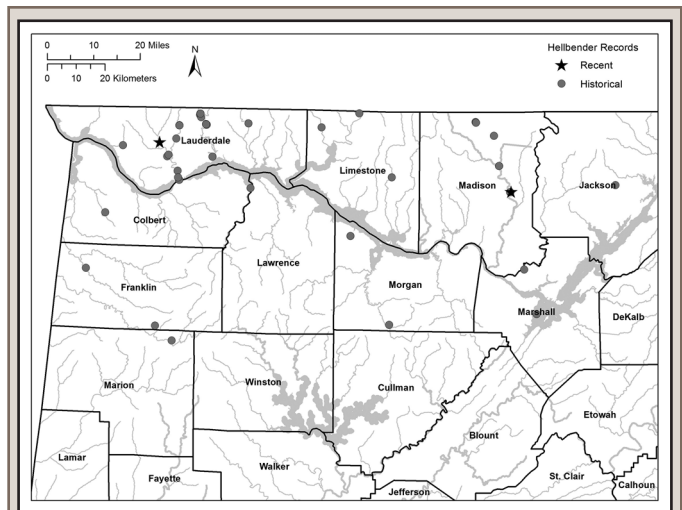 0 10 20 Miles
0 10 20 Kilometers
N
Hellbender Records
Recent
Historical
Lauderdale
Limestone
Madison
Jackson
Colbert
Lawrence
Franklin
Morgan
Marshall
DeKalb
Marion
Winston
Cullman
Etowah
Blount
Lamar
Walker
Fayette
St. Clair
Calhoun
Jefferson